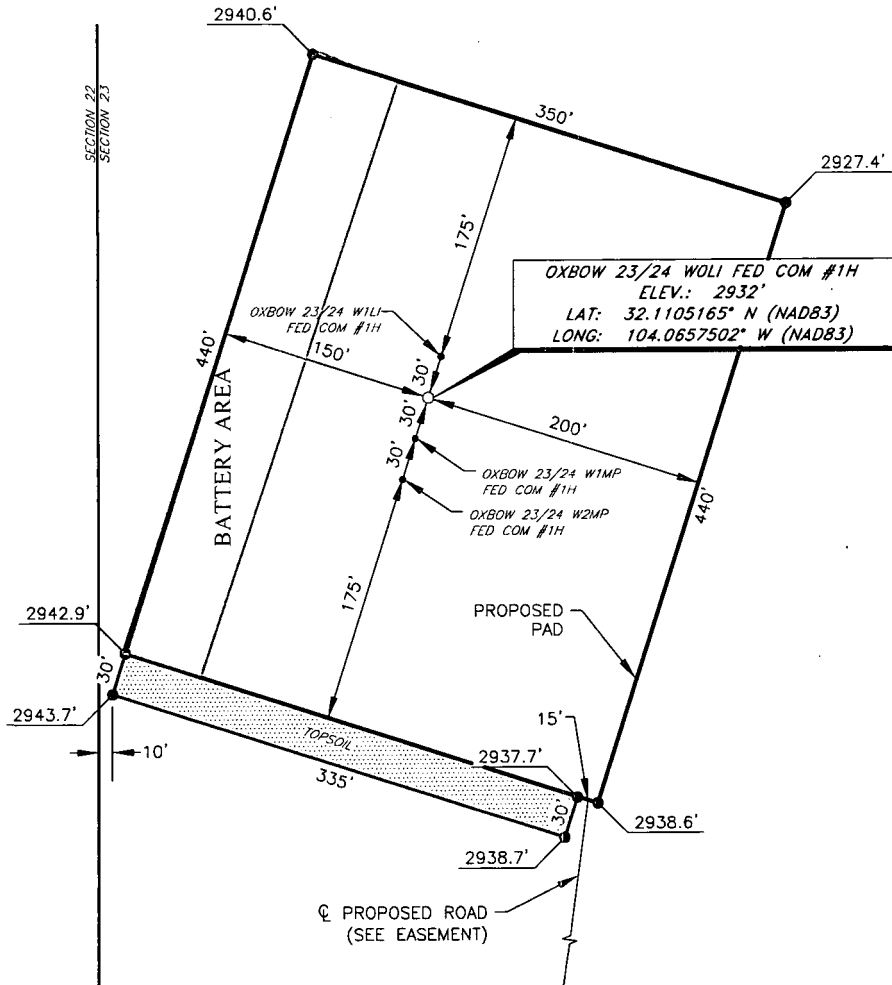 2940.6'
SECTION 22
SECTION 23
350'
2927.4'
175'
OXBOW 23/24 WOLI FED COM #1H
ELEV.: 2932'
LAT: 32.1105165° N (NAD83)
LONG: 104.0657502° W (NAD83)
OXBOW 23/24 W1LI
FED COM #1H
440'
150'
30'
30'
200'
BATTERY AREA
30'
OXBOW 23/24 W1MP
FED COM #1H
OXBOW 23/24 W2MP
FED COM #1H
440'
175'
PROPOSED
PAD
2942.9'
30'
2943.7'
15'
10'
TOPSOIL
2937.7'
335'
30'
2938.6'
2938.7'
℄ PROPOSED ROAD
(SEE EASEMENT)